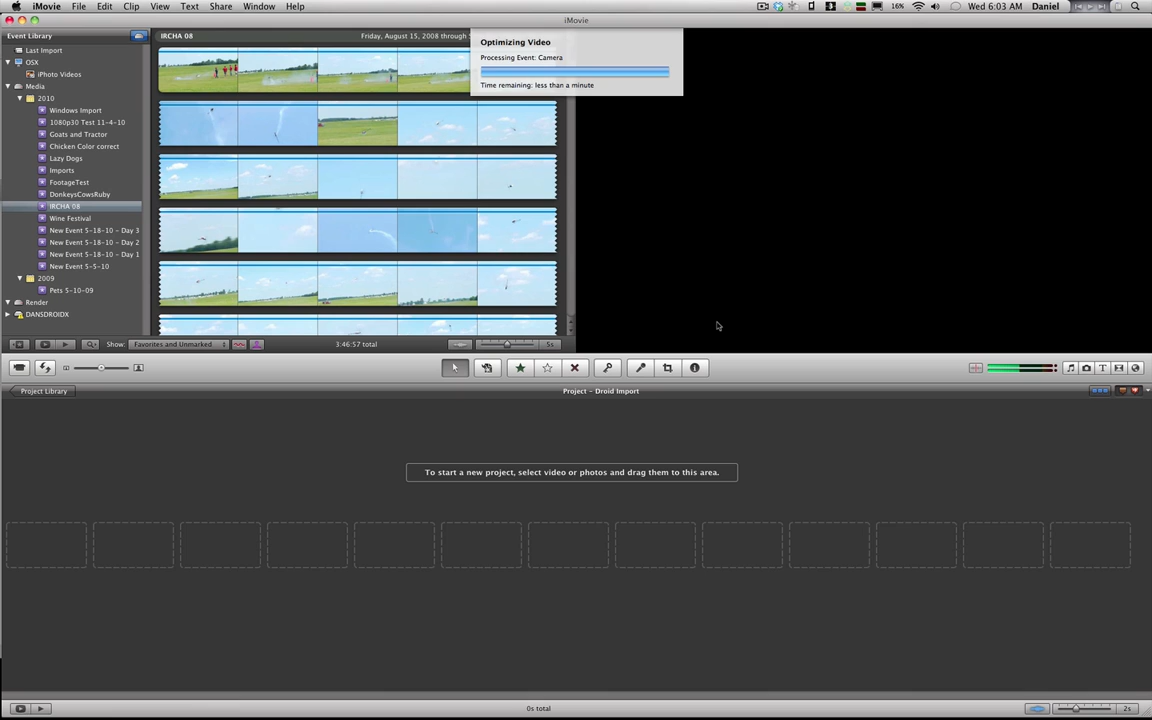 iMovie File Edit Clip View Text Share Window Help
16% Wed 6:03 AM Daniel
iMovie
Event Library
IRCHA 08
Friday, August 15, 2008 through S
Optimizing Video
Processing Event: Camera
Time remaining: less than a minute
Last Import
OSX
iPhoto Videos
Media
2010
Windows Import
1080p30 Test 11-4-10
Goats and Tractor
Chicken Color correct
Lazy Dogs
Imports
FootageTest
DonkeysCowsRuby
IRCHA 08
Wine Festival
New Event 5-18-10 - Day 3
New Event 5-18-10 - Day 2
New Event 5-18-10 - Day 1
New Event 5-5-10
2009
Pets 5-10-09
Render
DANSDROIDX
Show: Favorites and Unmarked
3:46:57 total
5s
Project Library
Project - Droid Import
To start a new project, select video or photos and drag them to this area.
0s total
2s